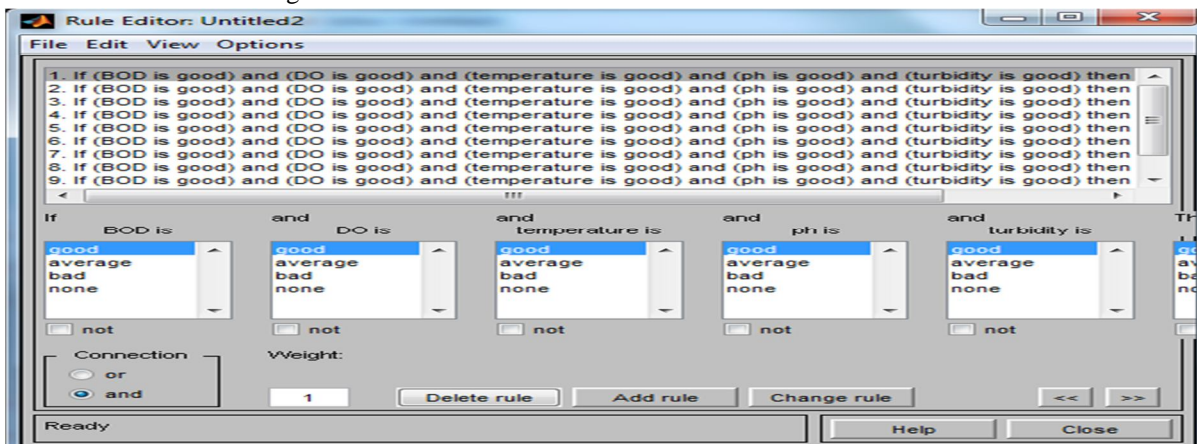 Rule Editor: Untitled2
File Edit View Options
1. If (BOD is good) and (DO is good) and (temperature is good) and (ph is good) and (turbidity is good) then
2. If (BOD is good) and (DO is good) and (temperature is good) and (ph is good) and (turbidity is good) then
3. If (BOD is good) and (DO is good) and (temperature is good) and (ph is good) and (turbidity is good) then
4. If (BOD is good) and (DO is good) and (temperature is good) and (ph is good) and (turbidity is good) then
5. If (BOD is good) and (DO is good) and (temperature is good) and (ph is good) and (turbidity is good) then
6. If (BOD is good) and (DO is good) and (temperature is good) and (ph is good) and (turbidity is good) then
7. If (BOD is good) and (DO is good) and (temperature is good) and (ph is good) and (turbidity is good) then
8. If (BOD is good) and (DO is good) and (temperature is good) and (ph is good) and (turbidity is good) then
9. If (BOD is good) and (DO is good) and (temperature is good) and (ph is good) and (turbidity is good) then
If and and and and Th
BOD is DO is temperature is ph is turbidity is
good good good good good
average average average average average av
bad bad bad bad bad ba
none none none none none
not not not not not
Connection Weight:
or
and 1 Delete rule Add rule Change rule << >>
Ready Help Close